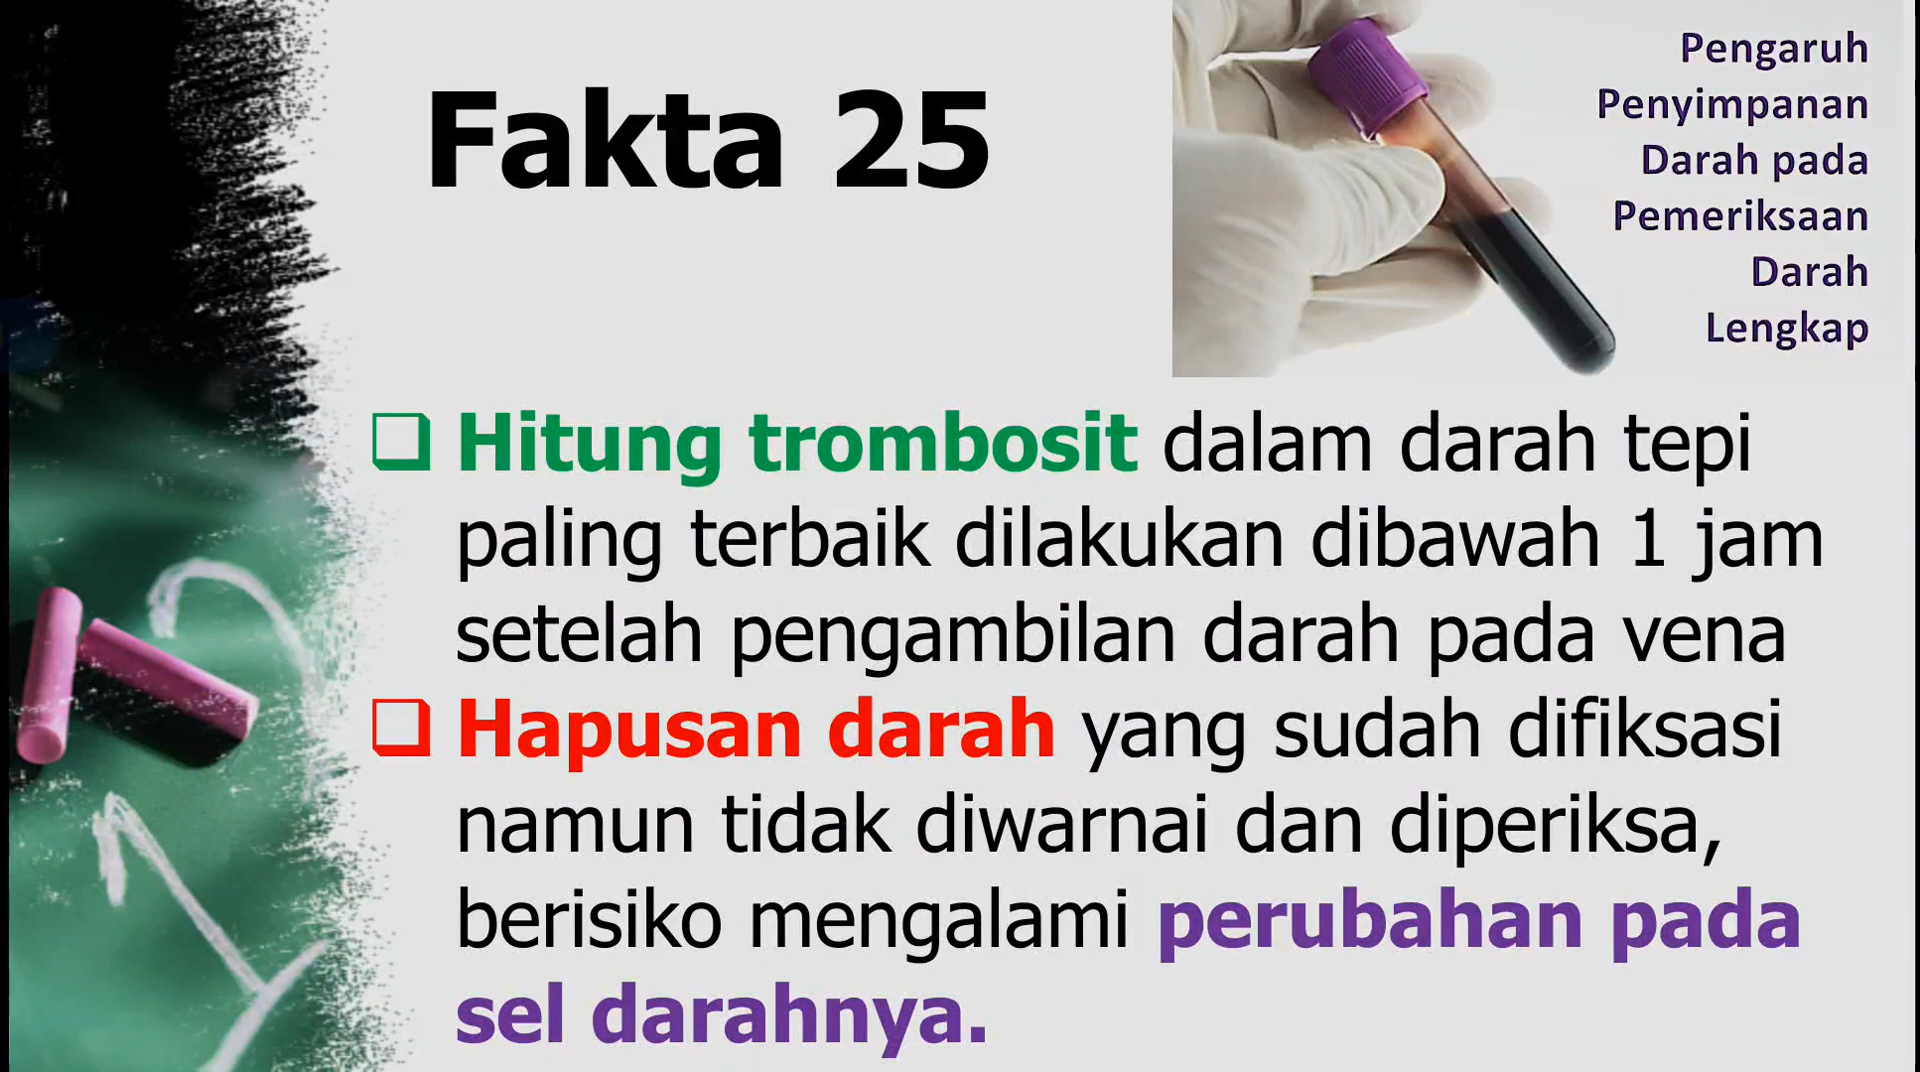 Fakta 25
Pengaruh
Penyimpanan
Darah pada
Pemeriksaan
Darah
Lengkap
Hitung trombosit dalam darah tepi
paling terbaik dilakukan dibawah 1 jam
setelah pengambilan darah pada vena
Hapusan darah yang sudah difiksasi
namun tidak diwarnai dan diperiksa,
berisiko mengalami perubahan pada
sel darahnya.